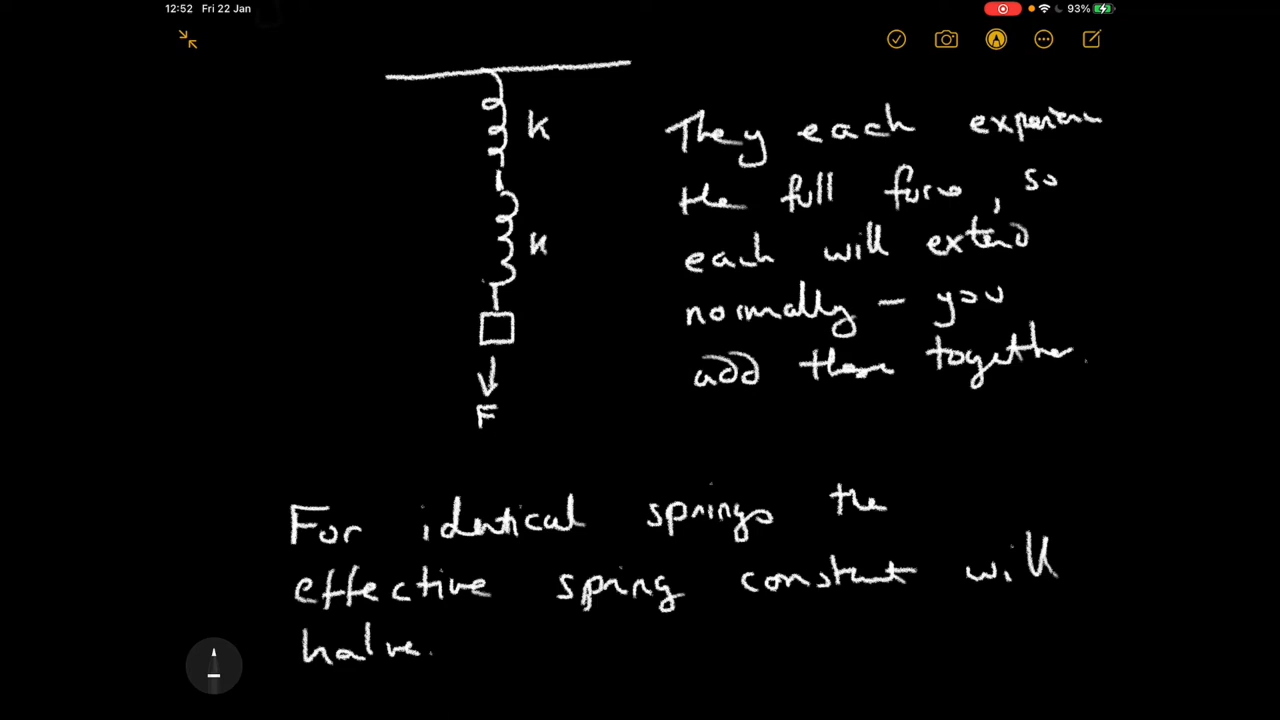 12:52 Fri 22 Jan
93%
k
They each experience
the full force, so
k
each will extend
normally – you
add these together.
F
For identical springs the
effective spring constant will
halve.